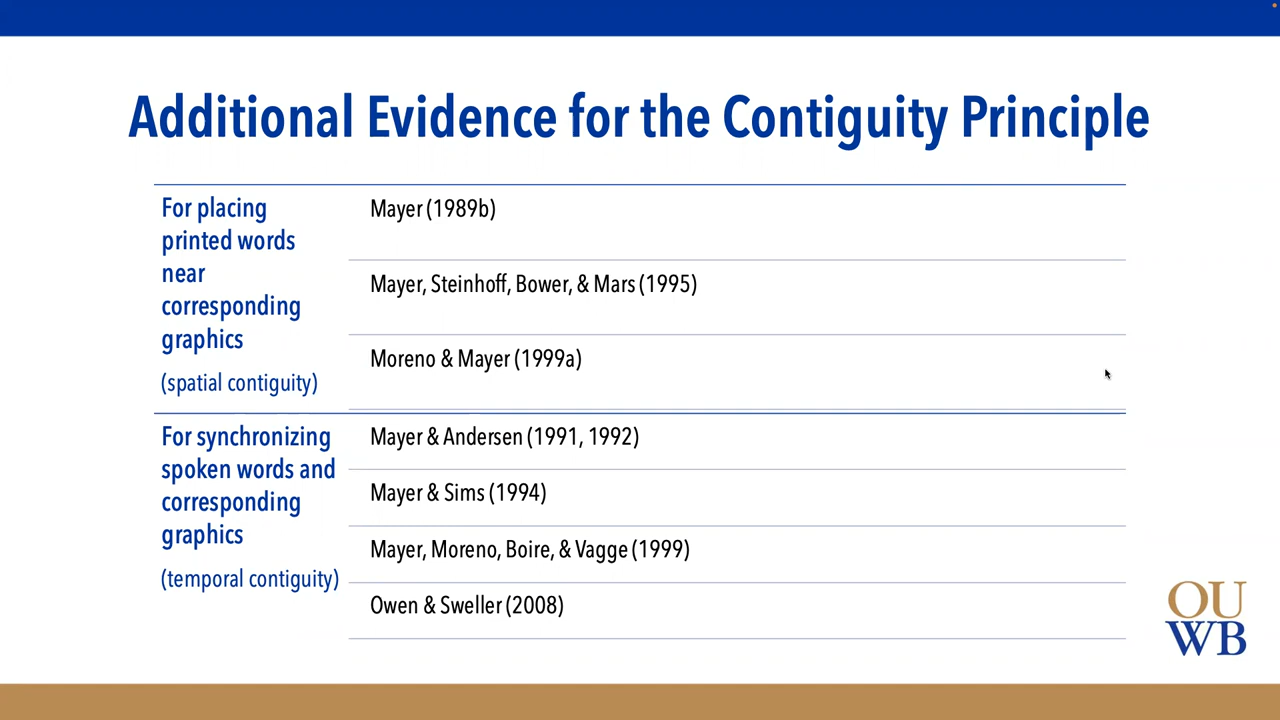 Additional Evidence for the Contiguity Principle
For placing
printed words
near
corresponding
graphics
(spatial contiguity)
Mayer (1989b)
Mayer, Steinhoff, Bower, & Mars (1995)
Moreno & Mayer (1999a)
For synchronizing
spoken words and
corresponding
graphics
(temporal contiguity)
Mayer & Andersen (1991, 1992)
Mayer & Sims (1994)
Mayer, Moreno, Boire, & Vagge (1999)
Owen & Sweller (2008)
OU
WB